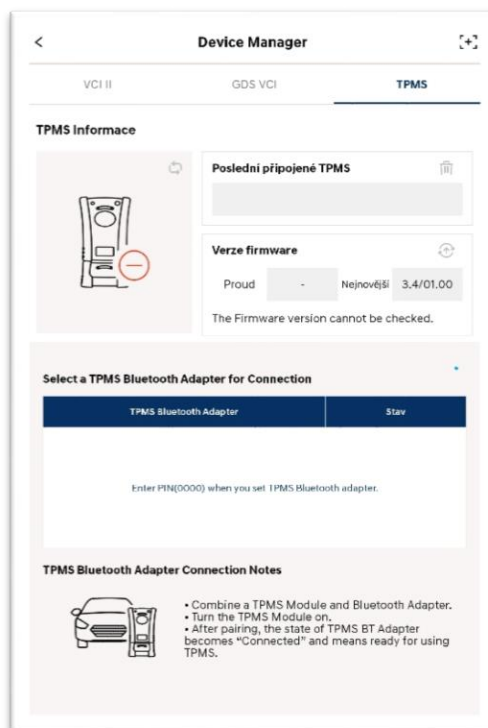 Device Manager
VCI II GDS VCI TPMS
TPMS Informace
Poslední připojené TPMS
Verze firmware
Proud - Nejnovější 3.4/01.00
The Firmware version cannot be checked.
Select a TPMS Bluetooth Adapter for Connection
TPMS Bluetooth Adapter Stav
Enter PIN(0000) when you set TPMS Bluetooth adapter.
TPMS Bluetooth Adapter Connection Notes
• Combine a TPMS Module and Bluetooth Adapter.
• Turn the TPMS Module on.
• After pairing, the state of TPMS BT Adapter
becomes “Connected” and means ready for using
TPMS.